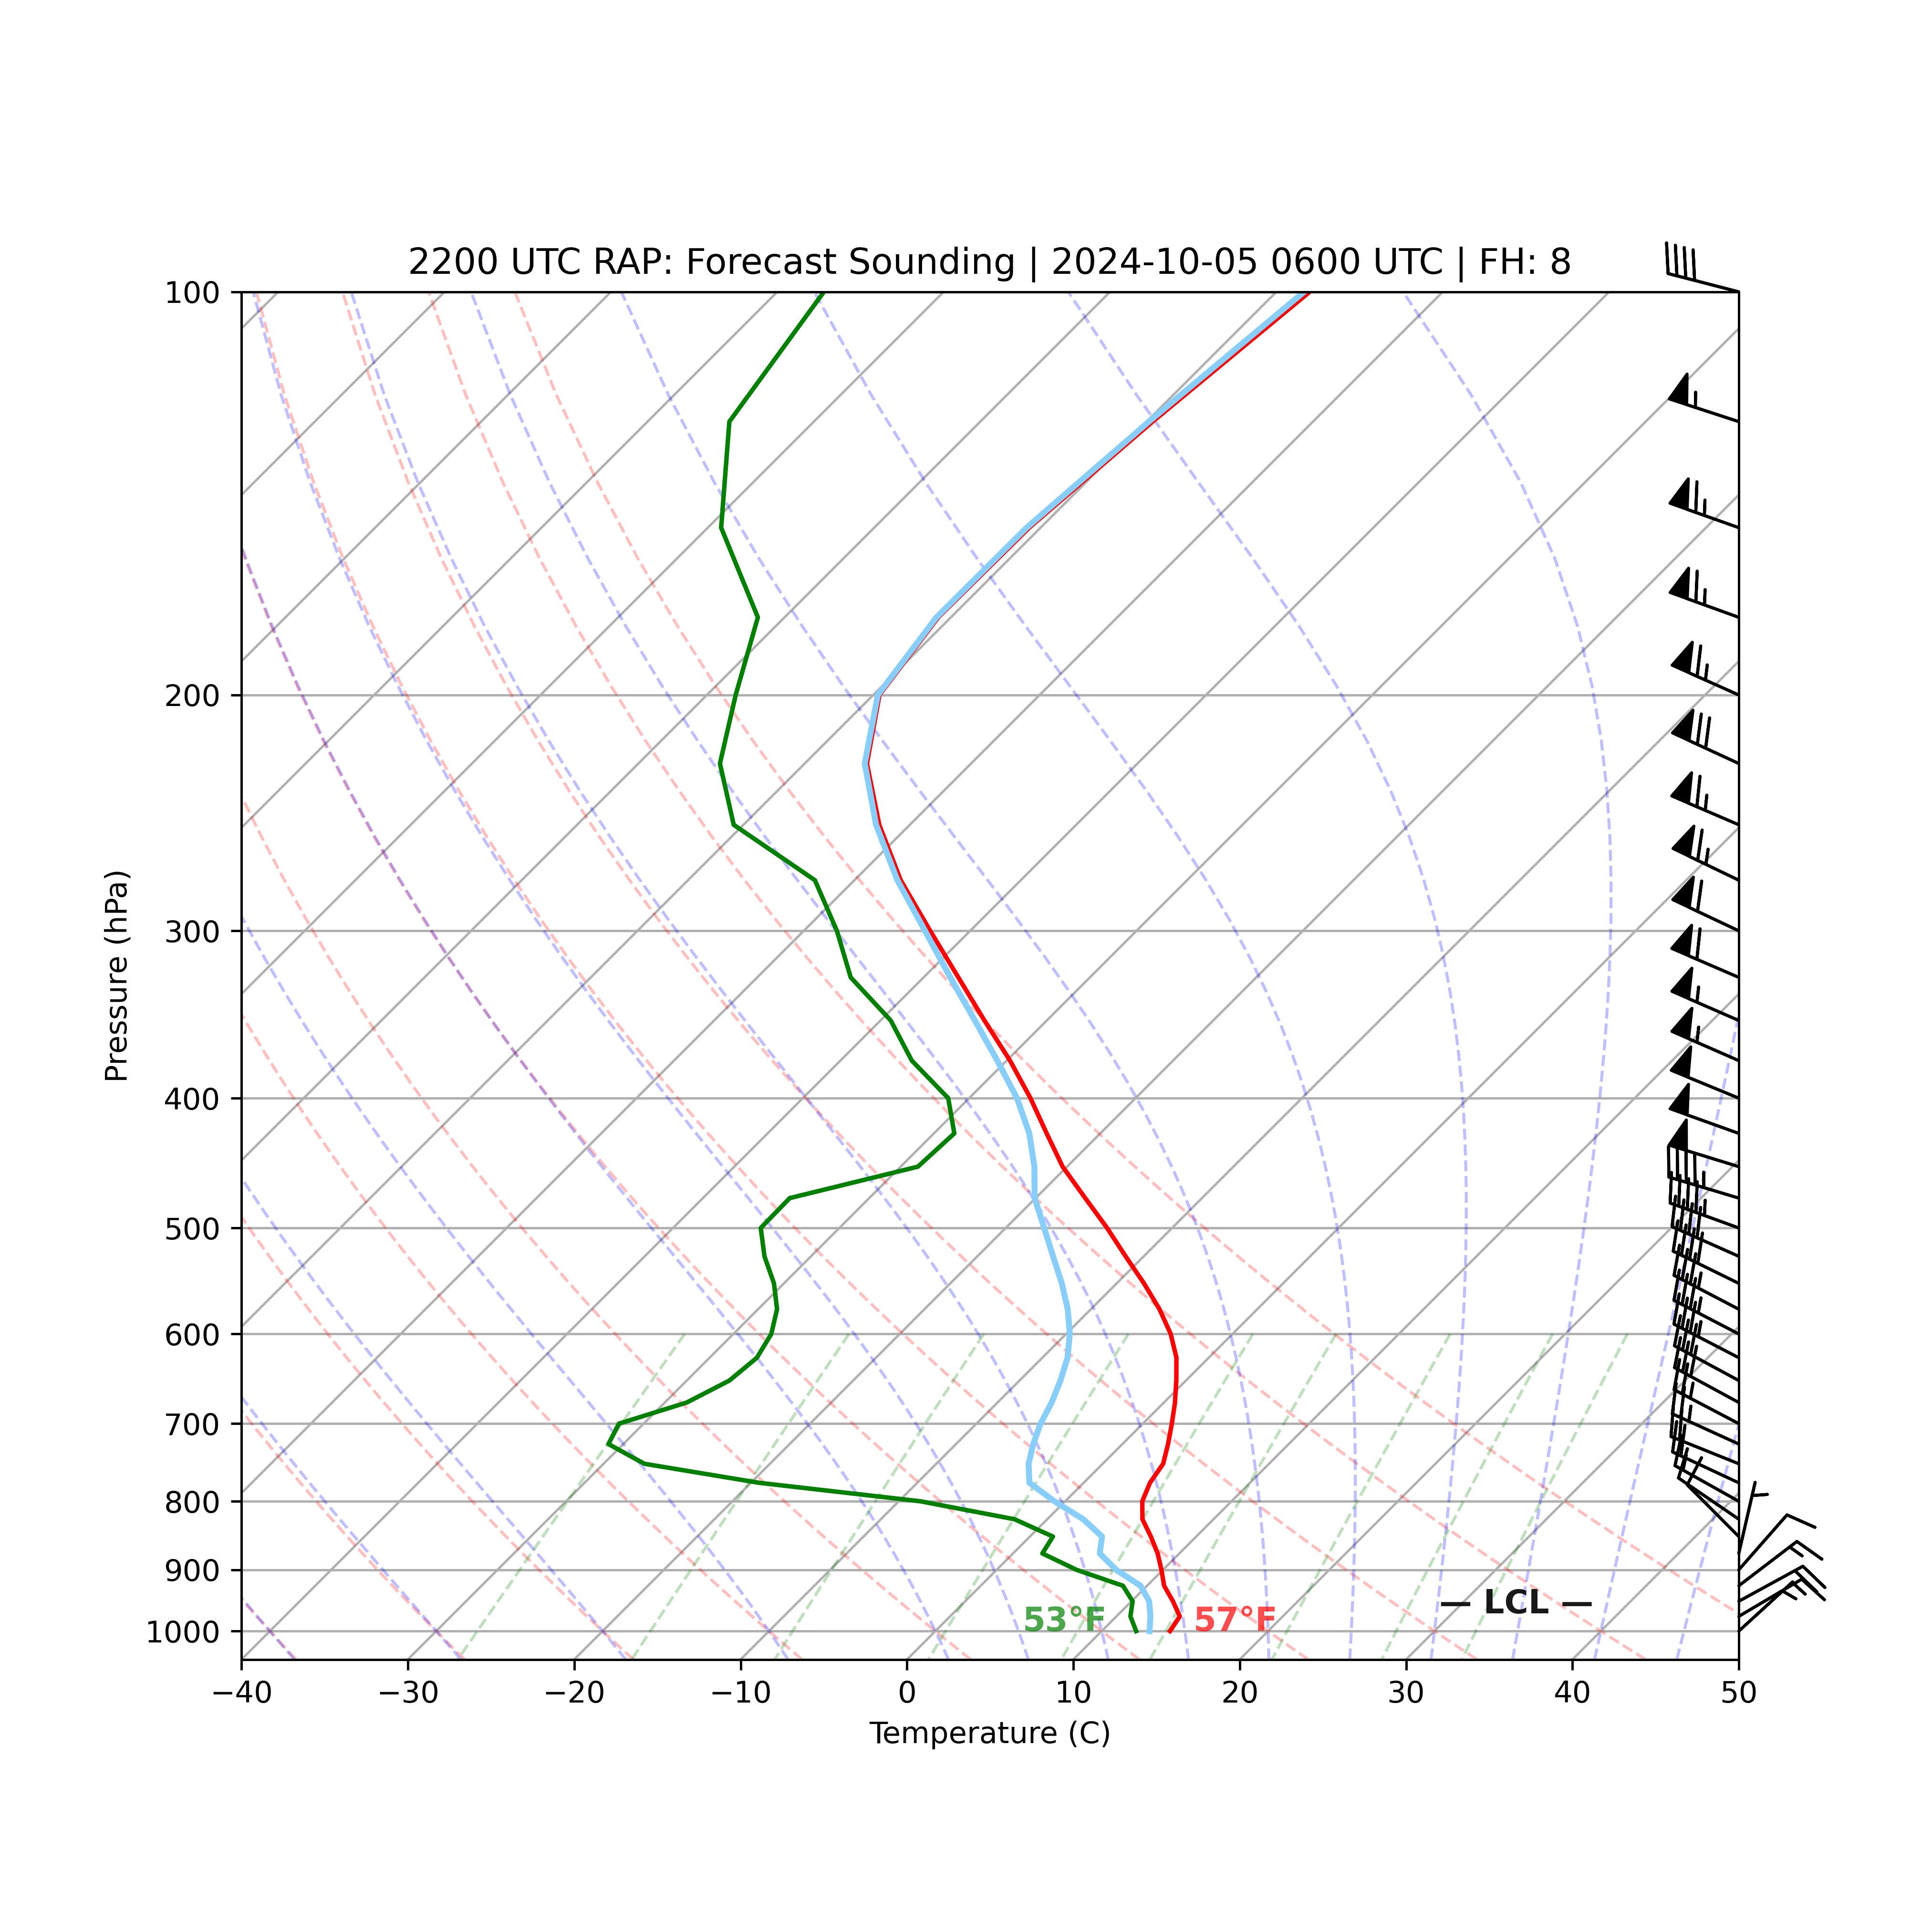 2200 UTC RAP: Forecast Sounding | 2024-10-05 0600 UTC | FH: 8
100
200
300
400
500
600
700
800
900
1000
Pressure (hPa)
53°F
57°F
— LCL —
−40 −30 −20 −10 0 10 20 30 40 50
Temperature (C)